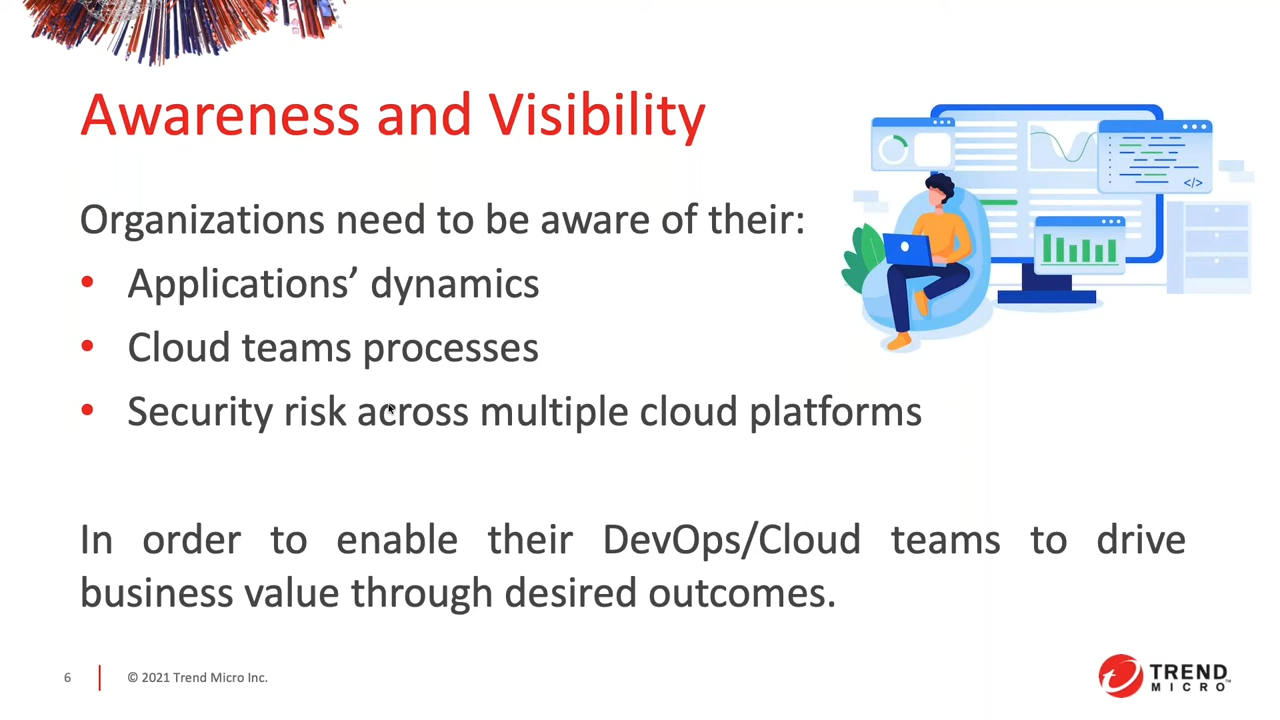 Awareness and Visibility
Organizations need to be aware of their:
• Applications’ dynamics
• Cloud teams processes
• Security risk across multiple cloud platforms
In order to enable their DevOps/Cloud teams to drive
business value through desired outcomes.
</>
6
© 2021 Trend Micro Inc.
TREND
MICRO™